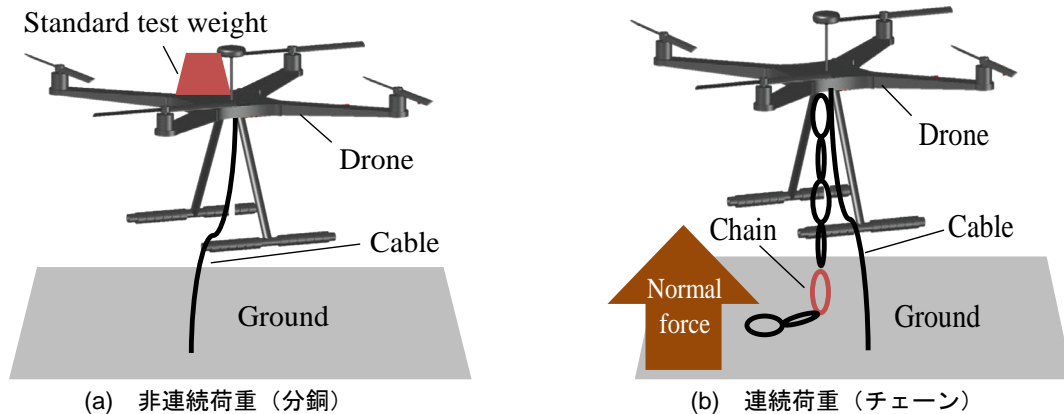 Standard test weight
Drone
Cable
Ground
(a) 非連続荷重（分銅）
Drone
Chain
Cable
Normal
force
Ground
(b) 連続荷重（チェーン）